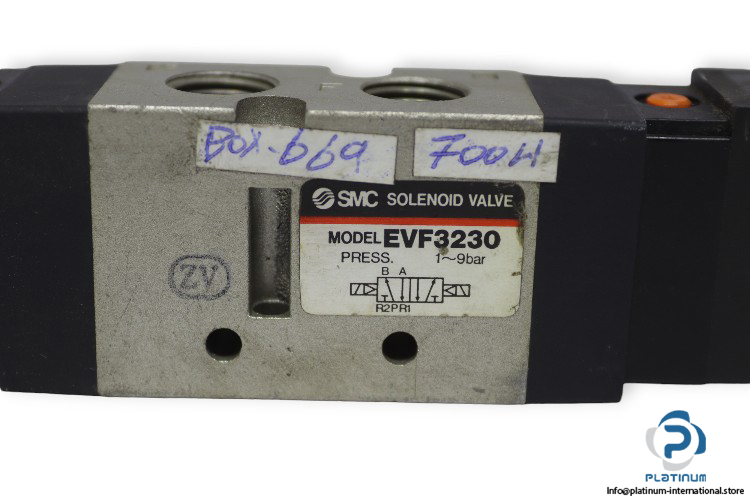 BOX-669
700H
SMC SOLENOID VALVE
MODEL EVF3230
PRESS. 1~9bar
B A
R2PR1
ZV
PLATINUM
Info@platinum-international.store